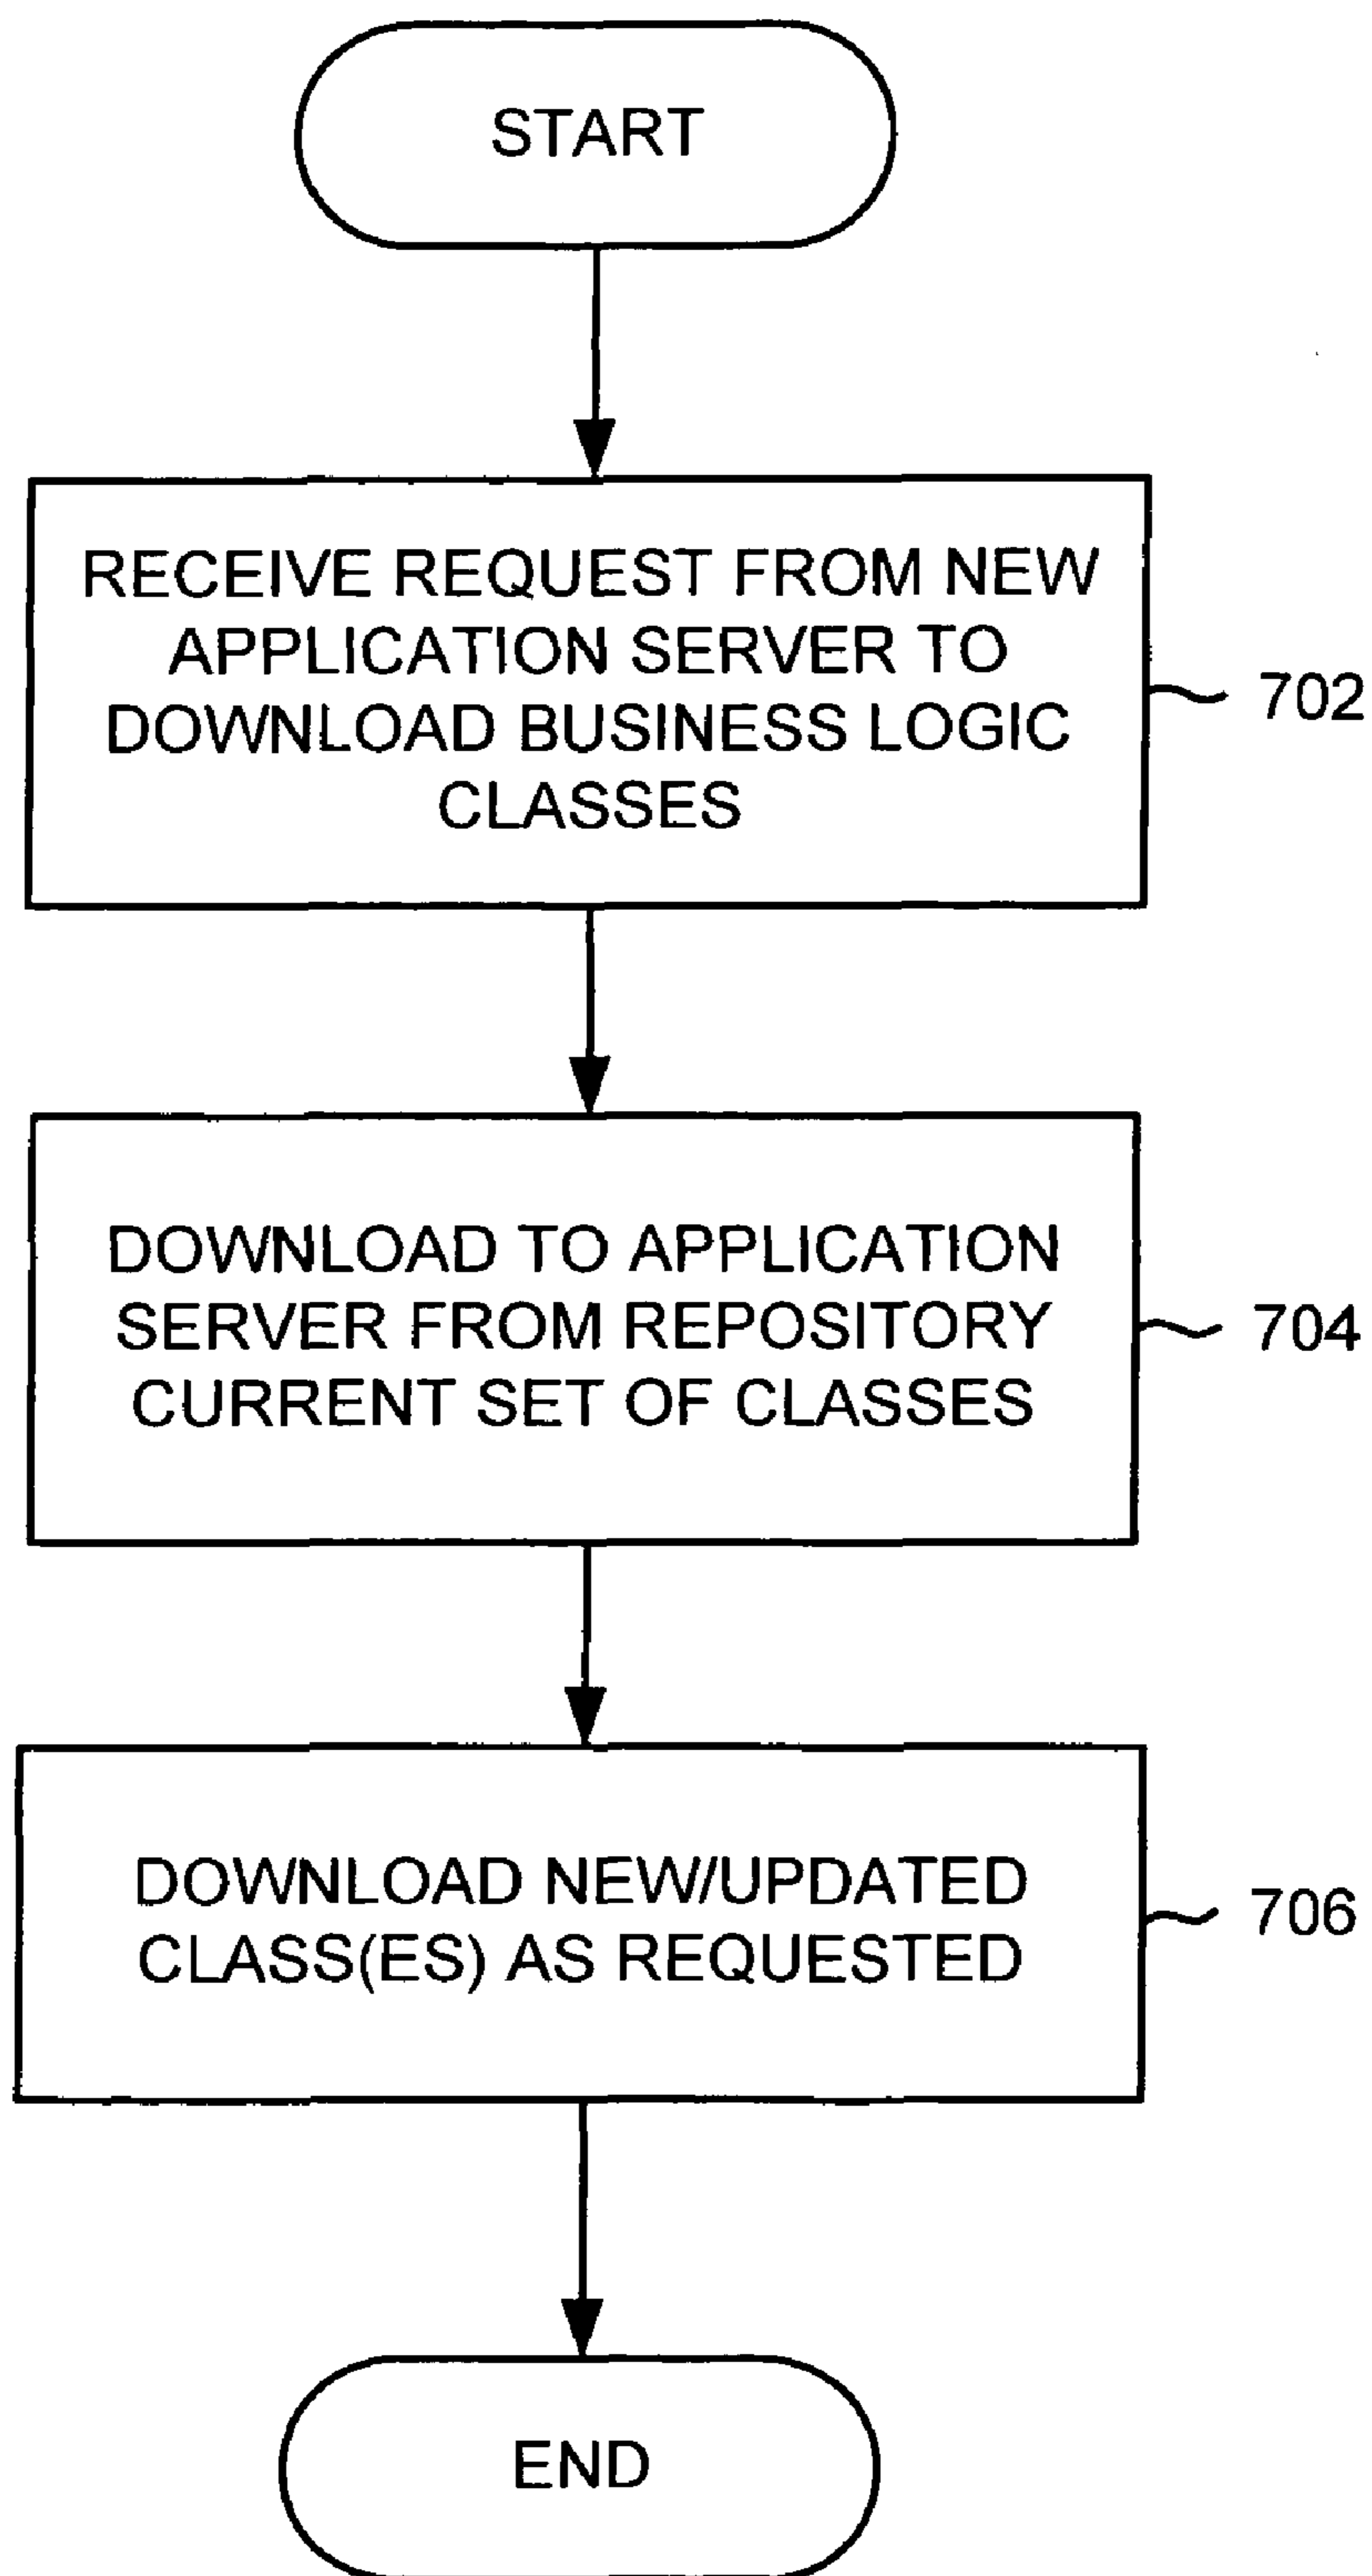 START
RECEIVE REQUEST FROM NEW
APPLICATION SERVER TO
DOWNLOAD BUSINESS LOGIC
CLASSES
702
DOWNLOAD TO APPLICATION
SERVER FROM REPOSITORY
CURRENT SET OF CLASSES
704
DOWNLOAD NEW/UPDATED
CLASS(ES) AS REQUESTED
706
END